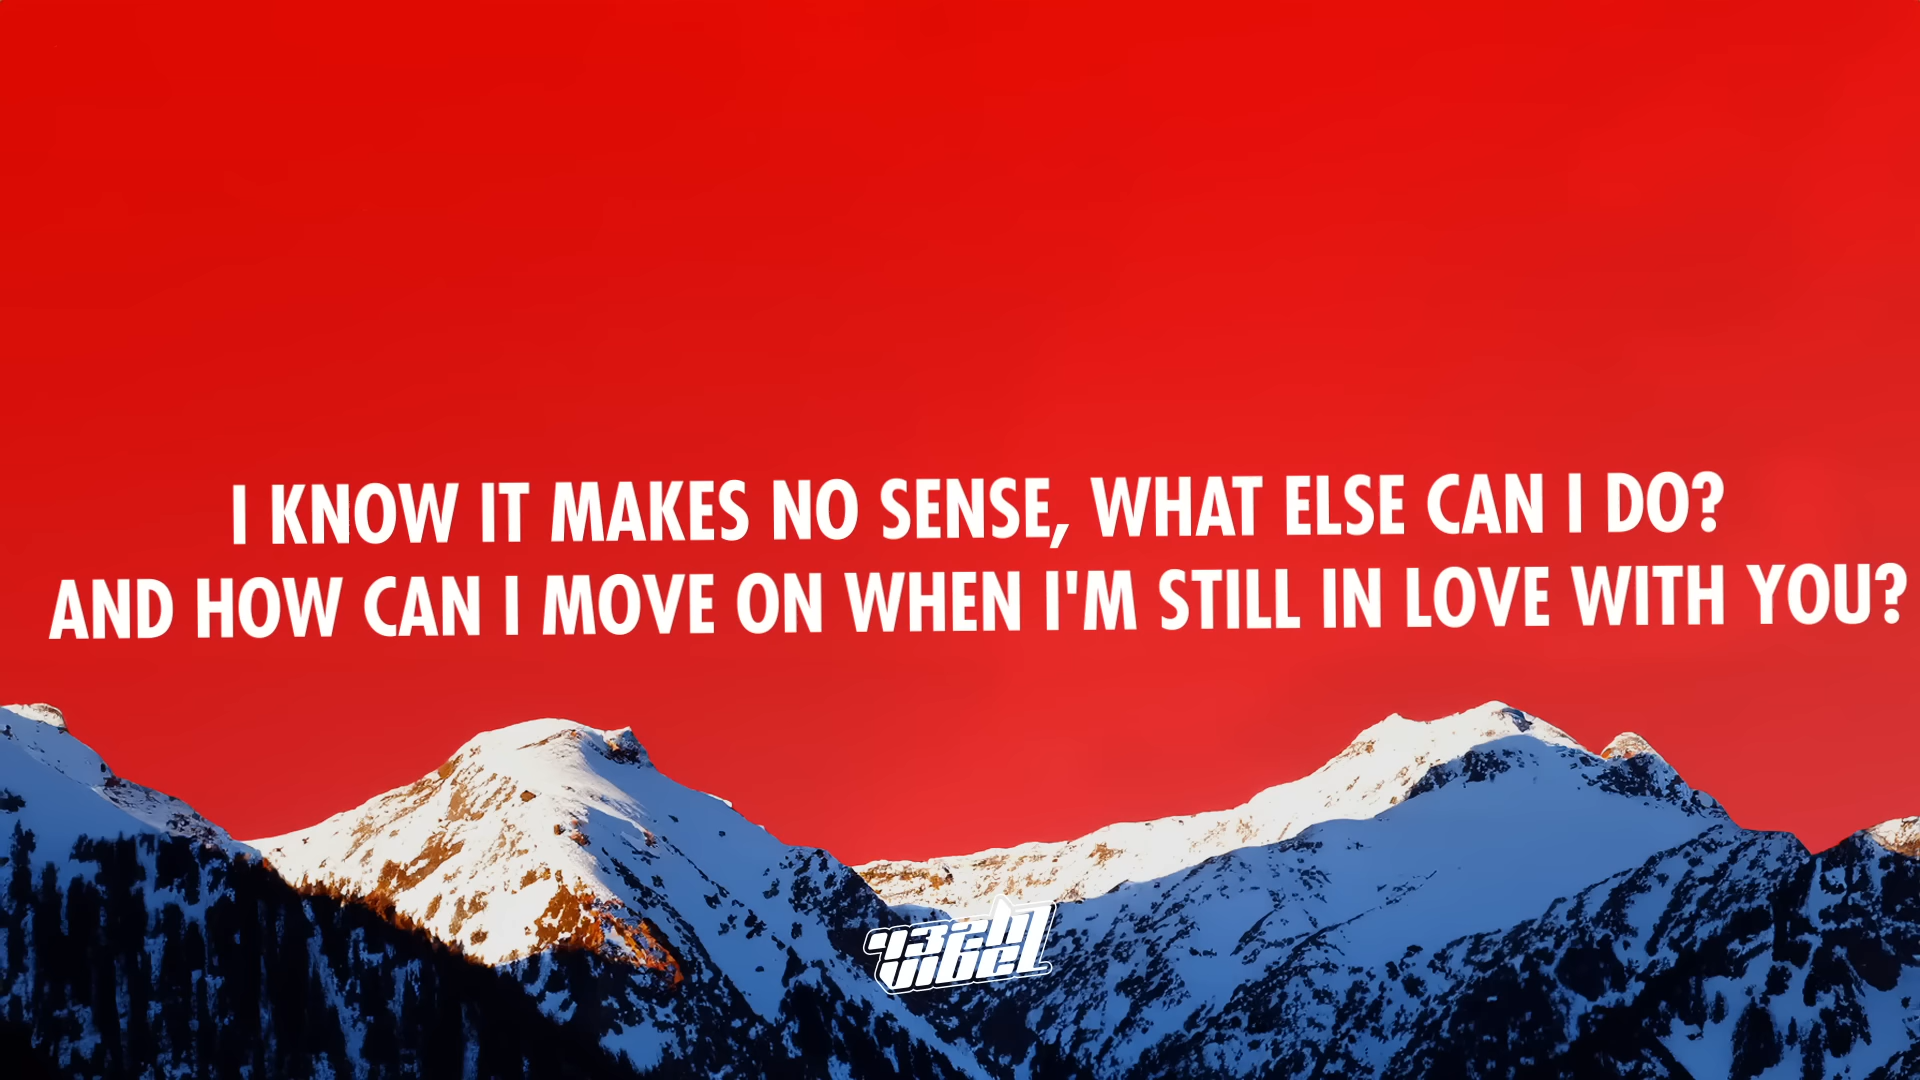 I KNOW IT MAKES NO SENSE, WHAT ELSE CAN I DO?
AND HOW CAN I MOVE ON WHEN I'M STILL IN LOVE WITH YOU?